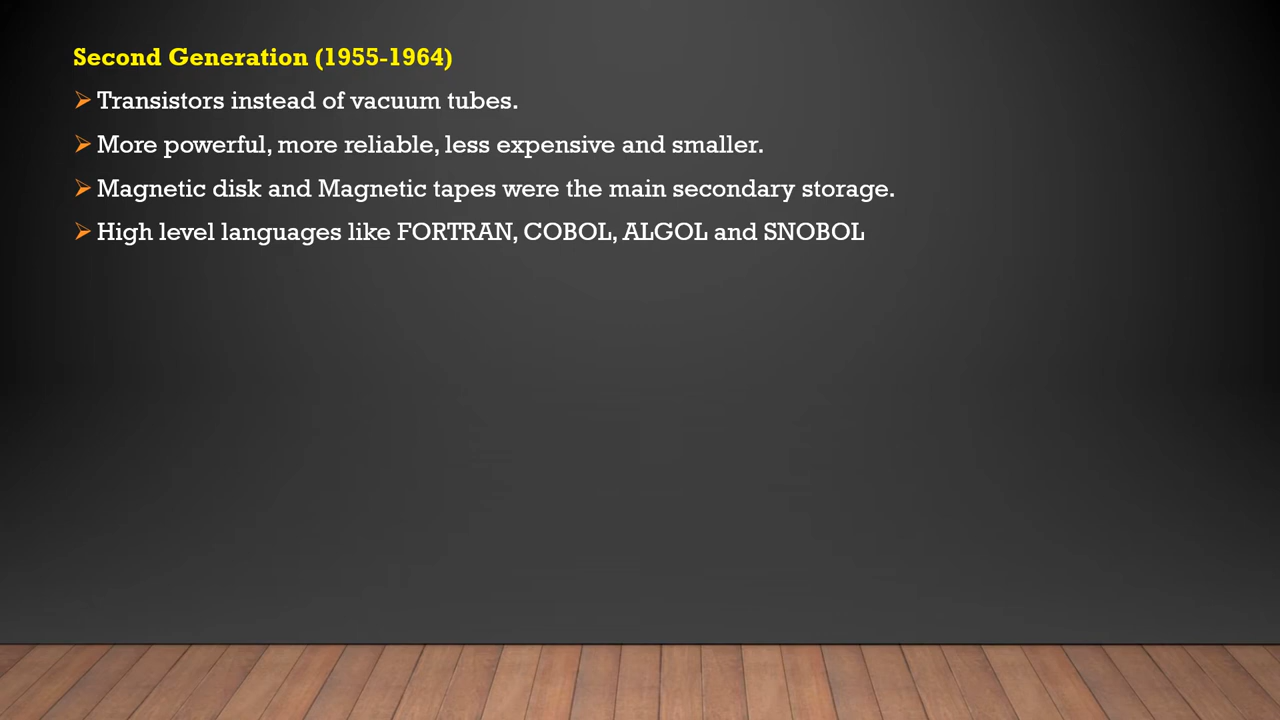 Second Generation (1955-1964)
➢ Transistors instead of vacuum tubes.
➢ More powerful, more reliable, less expensive and smaller.
➢ Magnetic disk and Magnetic tapes were the main secondary storage.
➢ High level languages like FORTRAN, COBOL, ALGOL and SNOBOL